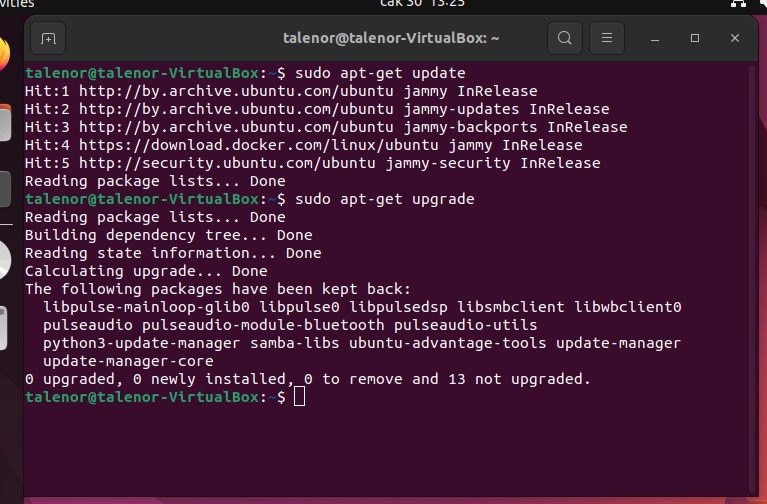 vities
cak 30 13:25
talenor@talenor-VirtualBox: ~
talenor@talenor-VirtualBox:~$ sudo apt-get update
Hit:1 http://by.archive.ubuntu.com/ubuntu jammy InRelease
Hit:2 http://by.archive.ubuntu.com/ubuntu jammy-updates InRelease
Hit:3 http://by.archive.ubuntu.com/ubuntu jammy-backports InRelease
Hit:4 https://download.docker.com/linux/ubuntu jammy InRelease
Hit:5 http://security.ubuntu.com/ubuntu jammy-security InRelease
Reading package lists... Done
talenor@talenor-VirtualBox:~$ sudo apt-get upgrade
Reading package lists... Done
Building dependency tree... Done
Reading state information... Done
Calculating upgrade... Done
The following packages have been kept back:
  libpulse-mainloop-glib0 libpulse0 libpulsedsp libsmbclient libwbclient0
  pulseaudio pulseaudio-module-bluetooth pulseaudio-utils
  python3-update-manager samba-libs ubuntu-advantage-tools update-manager
  update-manager-core
0 upgraded, 0 newly installed, 0 to remove and 13 not upgraded.
talenor@talenor-VirtualBox:~$